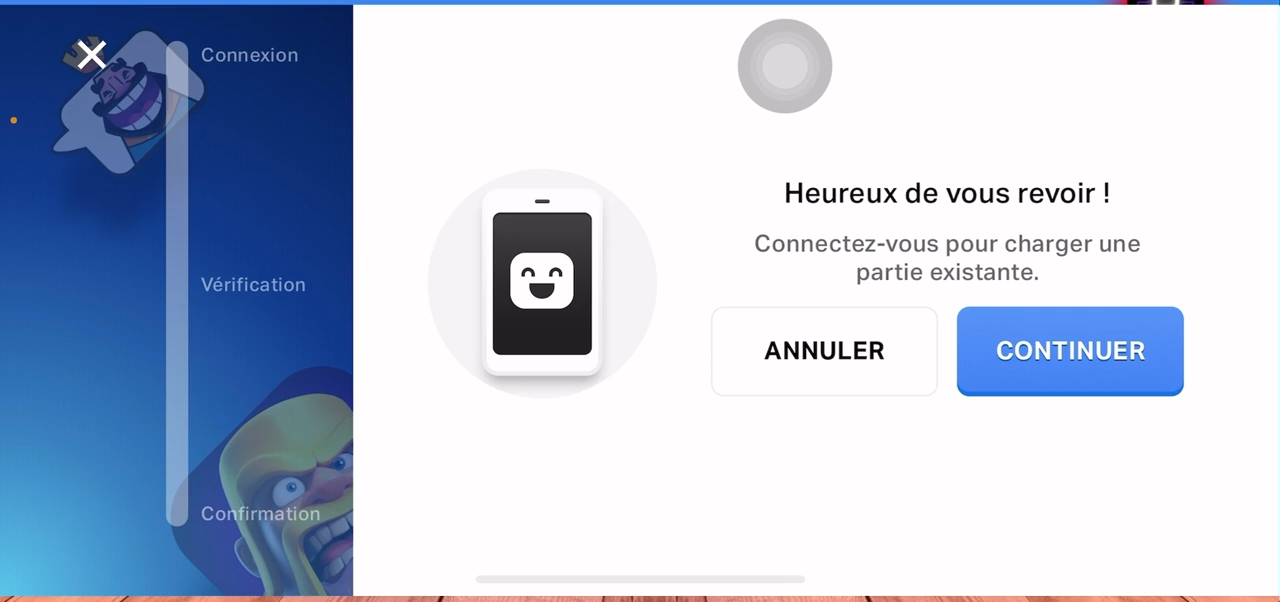 Connexion
Vérification
Confirmation
Heureux de vous revoir !
Connectez-vous pour charger une
partie existante.
ANNULER
CONTINUER